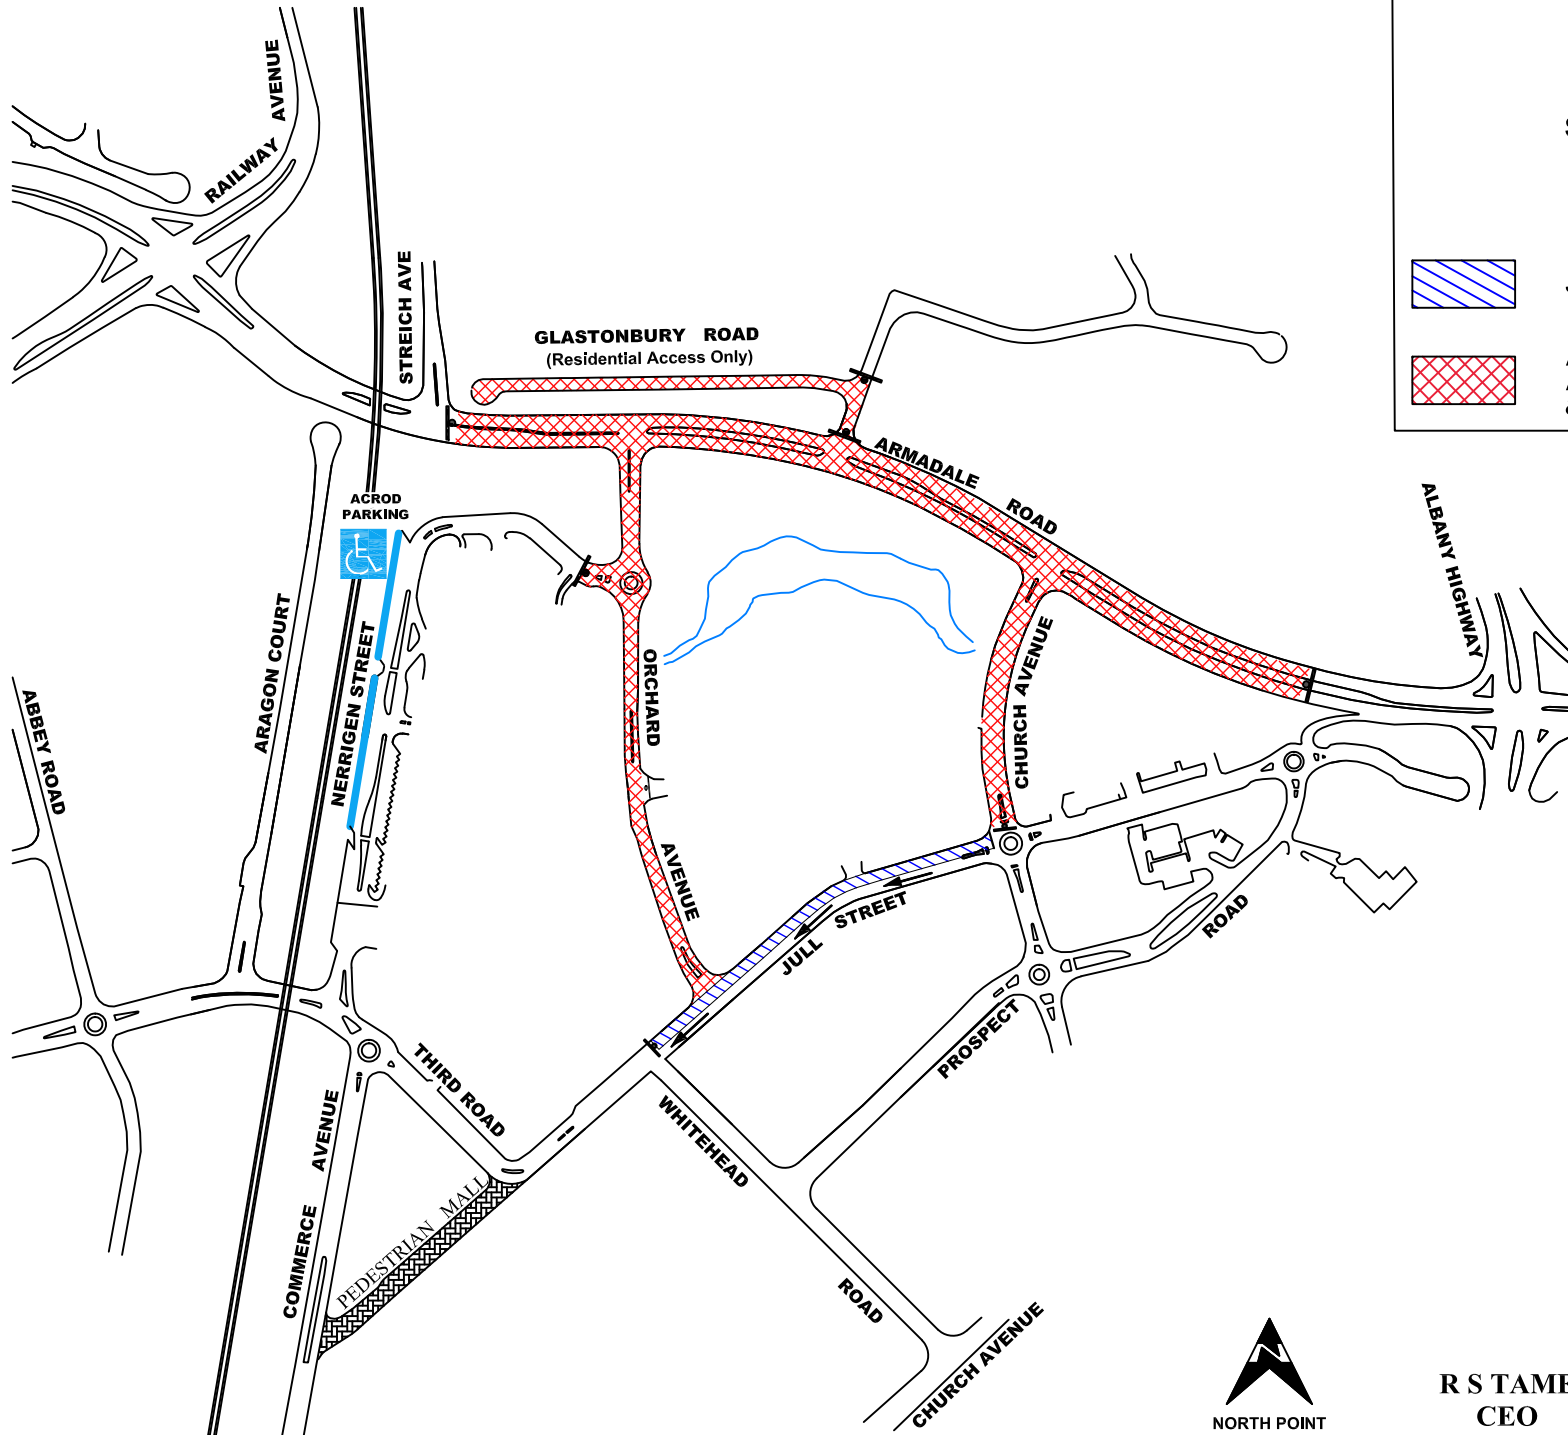 RAILWAY AVENUE
STREICH AVE
GLASTONBURY ROAD
(Residential Access Only)
ARMADALE ROAD
ALBANY HIGHWAY
ACROD
PARKING
ARAGON COURT
NERRIGEN STREET
ABBEY ROAD
ORCHARD AVENUE
CHURCH AVENUE
JULL STREET
PROSPECT ROAD
THIRD ROAD
WHITEHEAD ROAD
COMMERCE AVENUE
PEDESTRIAN MALL
CHURCH AVENUE
NORTH POINT
R S TAME
CEO